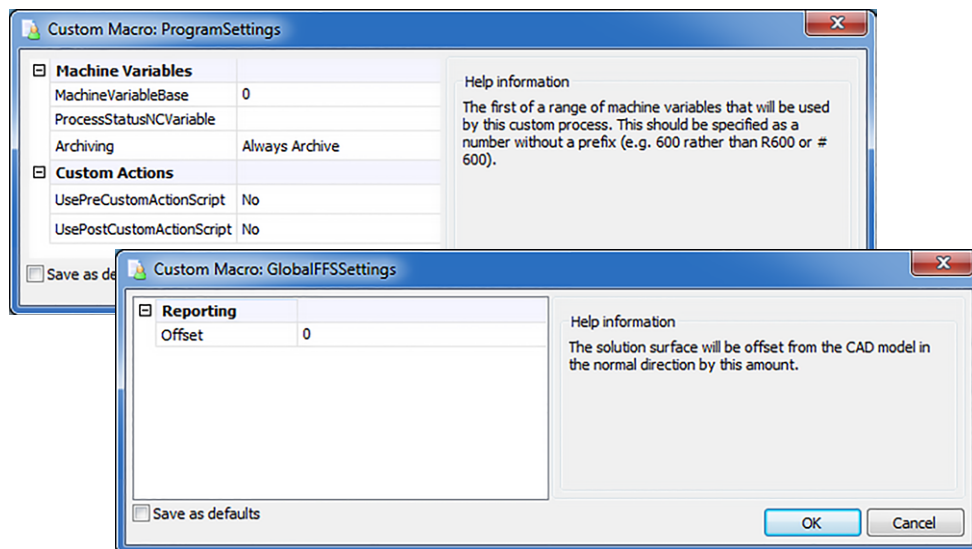 Custom Macro: ProgramSettings
Machine Variables
MachineVariableBase 0
ProcessStatusNCVariable
Archiving Always Archive
Custom Actions
UsePreCustomActionScript No
UsePostCustomActionScript No
Help information
The first of a range of machine variables that will be used
by this custom process. This should be specified as a
number without a prefix (e.g. 600 rather than R600 or #
600).
Save as de
Custom Macro: GlobalFFSSettings
Reporting
Offset 0
Help information
The solution surface will be offset from the CAD model in
the normal direction by this amount.
Save as defaults
OK Cancel